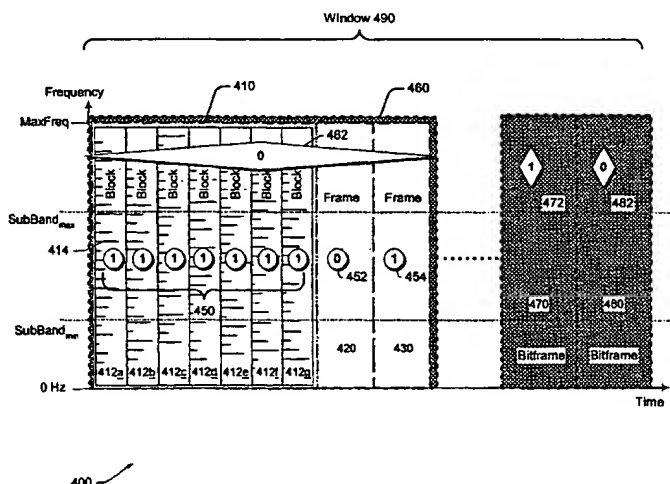 Window 490
410
460
Frequency
MaxFreq
462
0
Block Block Block Block Block Block Block
Frame Frame
1 0
472 482
SubBand max
414
1 1 1 1 1 1 1 0 1
450
452 454
470 480
SubBand min
420 430
Bitframe Bitframe
412a 412b 412c 412d 412e 412f 412g
0 Hz
Time
400